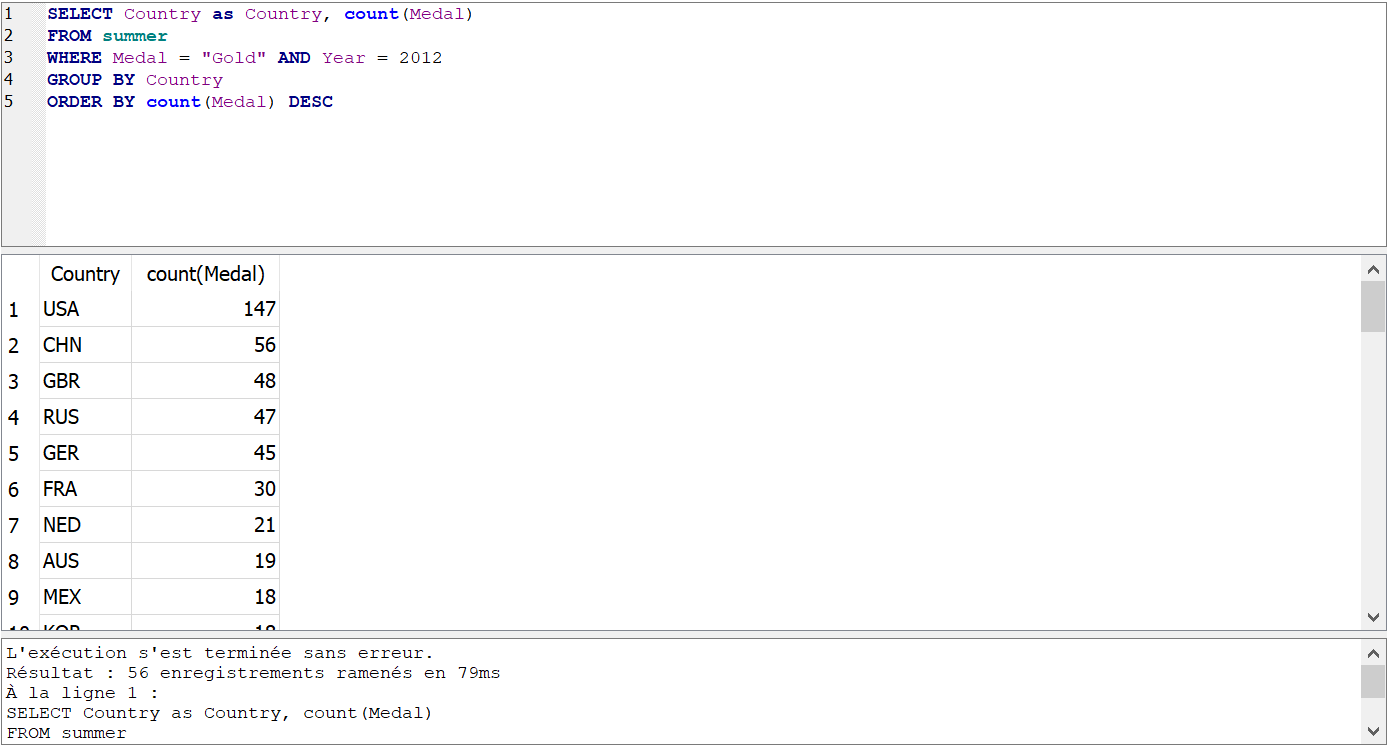 1 SELECT Country as Country, count(Medal)
2 FROM summer
3 WHERE Medal = "Gold" AND Year = 2012
4 GROUP BY Country
5 ORDER BY count(Medal) DESC
Country count(Medal)
1 USA 147
2 CHN 56
3 GBR 48
4 RUS 47
5 GER 45
6 FRA 30
7 NED 21
8 AUS 19
9 MEX 18
10 KOR 18
L'exécution s'est terminée sans erreur.
Résultat : 56 enregistrements ramenés en 79ms
À la ligne 1 :
SELECT Country as Country, count(Medal)
FROM summer